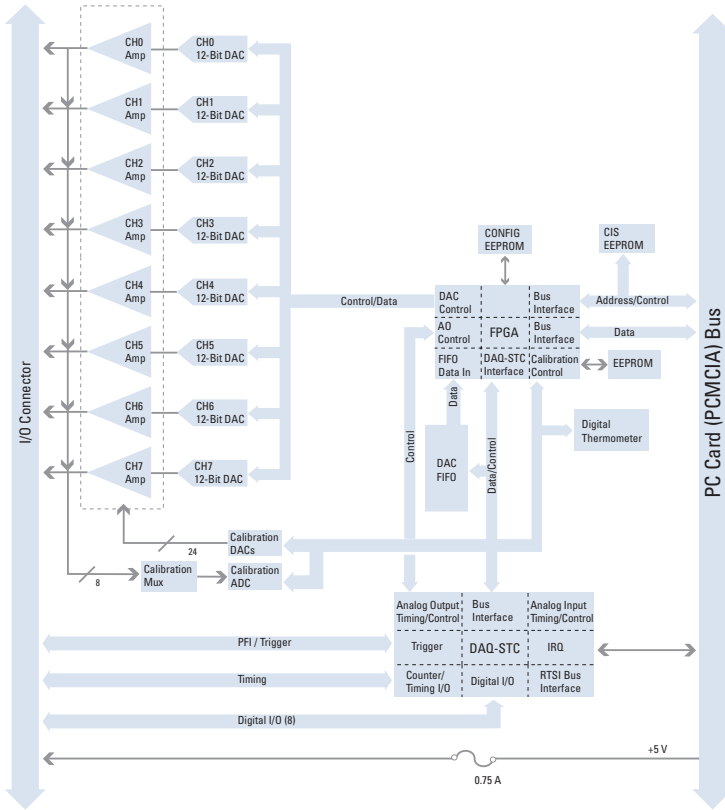 CH0
Amp
CH0
12-Bit DAC
CH1
Amp
CH1
12-Bit DAC
CH2
Amp
CH2
12-Bit DAC
CH3
Amp
CH3
12-Bit DAC
CH4
Amp
CH4
12-Bit DAC
CH5
Amp
CH5
12-Bit DAC
CH6
Amp
CH6
12-Bit DAC
CH7
Amp
CH7
12-Bit DAC
I/O Connector
PC Card (PCMCIA) Bus
CONFIG
EEPROM
CIS
EEPROM
Control/Data
DAC
Control
Bus
Interface
Address/Control
AO
Control
FPGA
Bus
Interface
Data
FIFO
Data In
DAQ-STC
Interface
Calibration
Control
EEPROM
Data
Control
DAC
FIFO
Data/Control
Digital
Thermometer
24
Calibration
DACs
8
Calibration
Mux
Calibration
ADC
Analog Output
Timing/Control
Bus
Interface
Analog Input
Timing/Control
PFI / Trigger
Trigger
DAQ-STC
IRQ
Timing
Counter/
Timing I/O
Digital I/O
RTSI Bus
Interface
Digital I/O (8)
+5 V
0.75 A